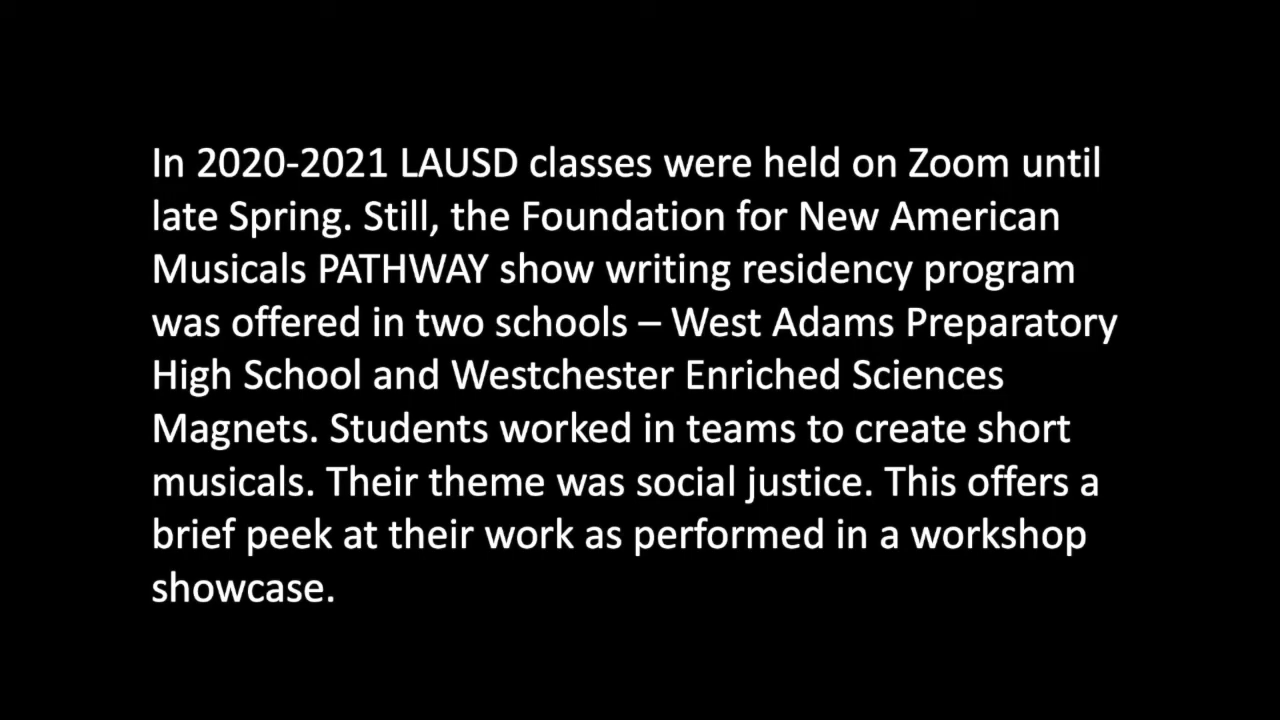 In 2020-2021 LAUSD classes were held on Zoom until
late Spring. Still, the Foundation for New American
Musicals PATHWAY show writing residency program
was offered in two schools – West Adams Preparatory
High School and Westchester Enriched Sciences
Magnets. Students worked in teams to create short
musicals. Their theme was social justice. This offers a
brief peek at their work as performed in a workshop
showcase.